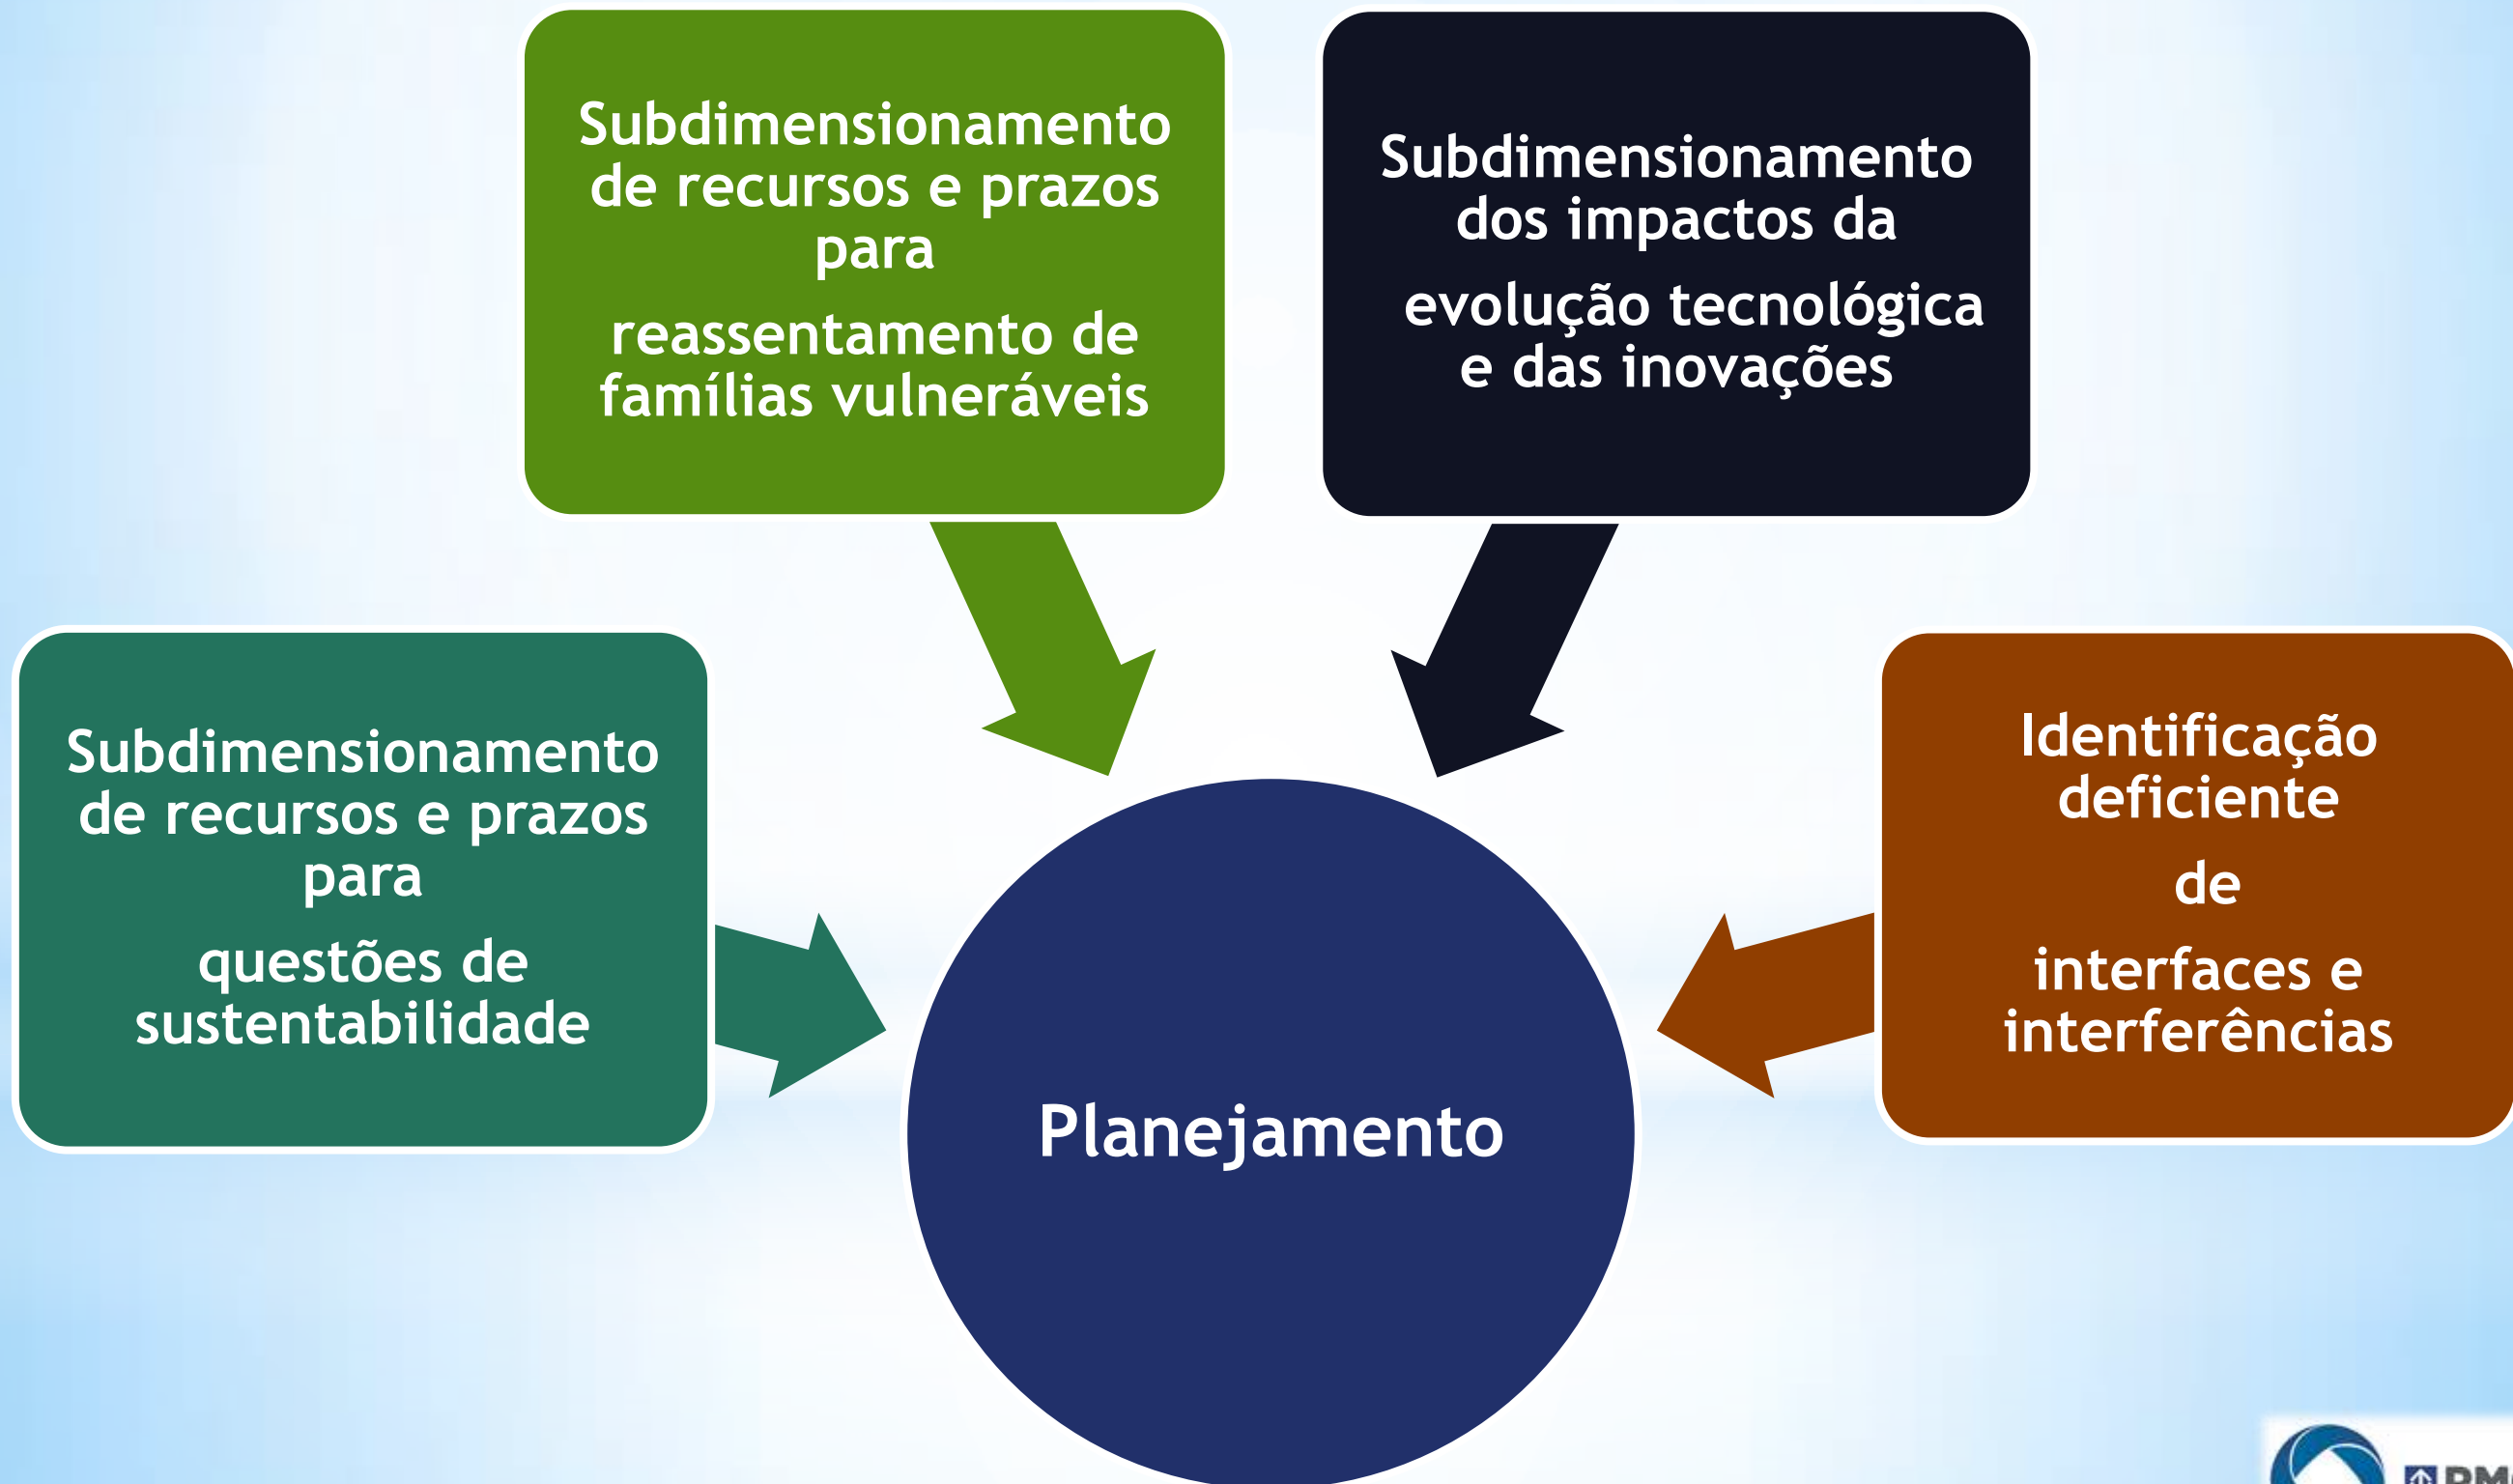 Subdimensionamento
de recursos e prazos
para
reassentamento de
famílias vulneráveis
Subdimensionamento
dos impactos da
evolução tecnológica
e das inovações
Subdimensionamento
de recursos e prazos
para
questões de
sustentabilidade
Identificação
deficiente
de
interfaces e
interferências
Planejamento